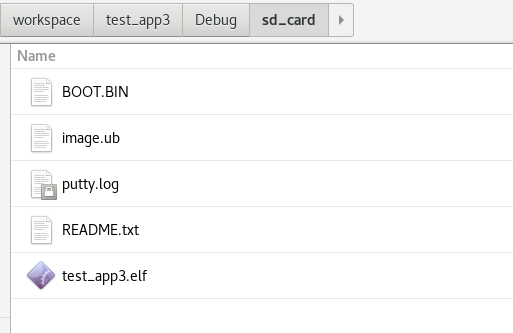 workspace test_app3 Debug sd_card
Name
BOOT.BIN
image.ub
putty.log
README.txt
test_app3.elf